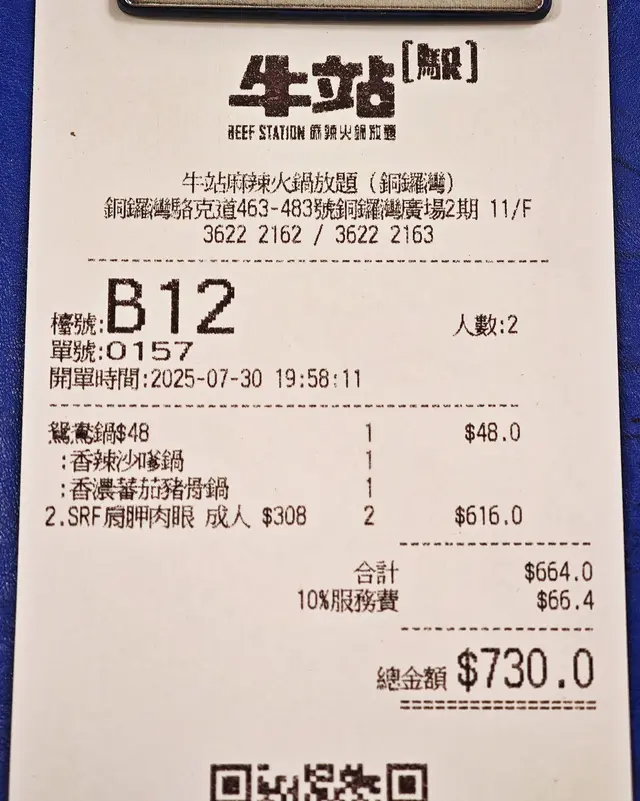 牛站[駅]
BEEF STATION 麻辣火鍋放題
牛站麻辣火鍋放題（銅鑼灣）
銅鑼灣駱克道463-483號銅鑼灣廣場2期 11/F
3622 2162 / 3622 2163
檯號:B12 人數:2
單號:0157
開單時間:2025-07-30 19:58:11
鴛鴦鍋$48 1 $48.0
:香辣沙嗲鍋 1
:香濃蕃茄豬骨鍋 1
2.SRF肩胛肉眼 成人 $308 2 $616.0
合計 $664.0
10%服務費 $66.4
總金額 $730.0